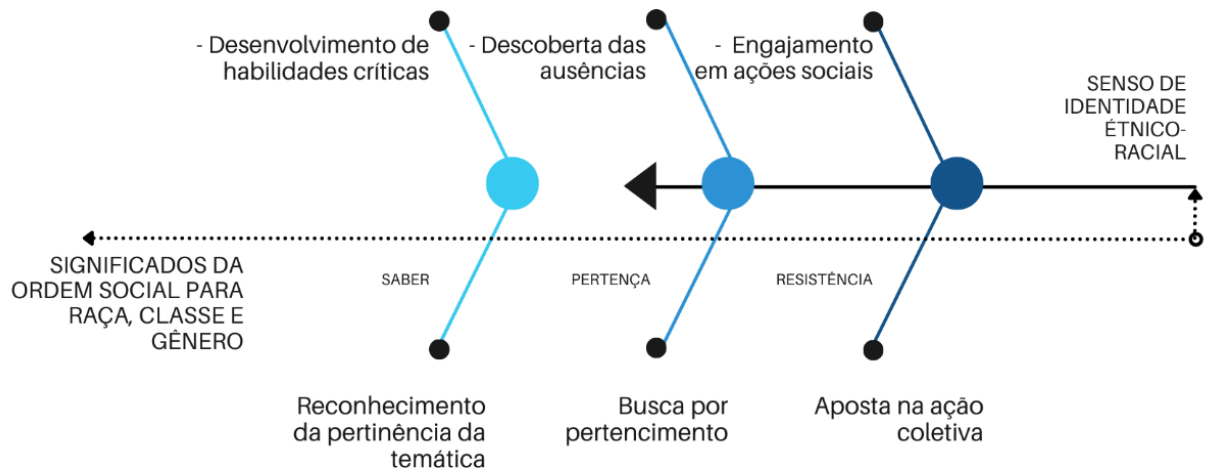 - Desenvolvimento de
habilidades críticas
- Descoberta das
ausências
- Engajamento
em ações sociais
SENSO DE
IDENTIDADE
ÉTNICO-
RACIAL
SIGNIFICADOS DA
ORDEM SOCIAL PARA
RAÇA, CLASSE E
GÊNERO
SABER
PERTENÇA
RESISTÊNCIA
Reconhecimento
da pertinência da
temática
Busca por
pertencimento
Aposta na ação
coletiva